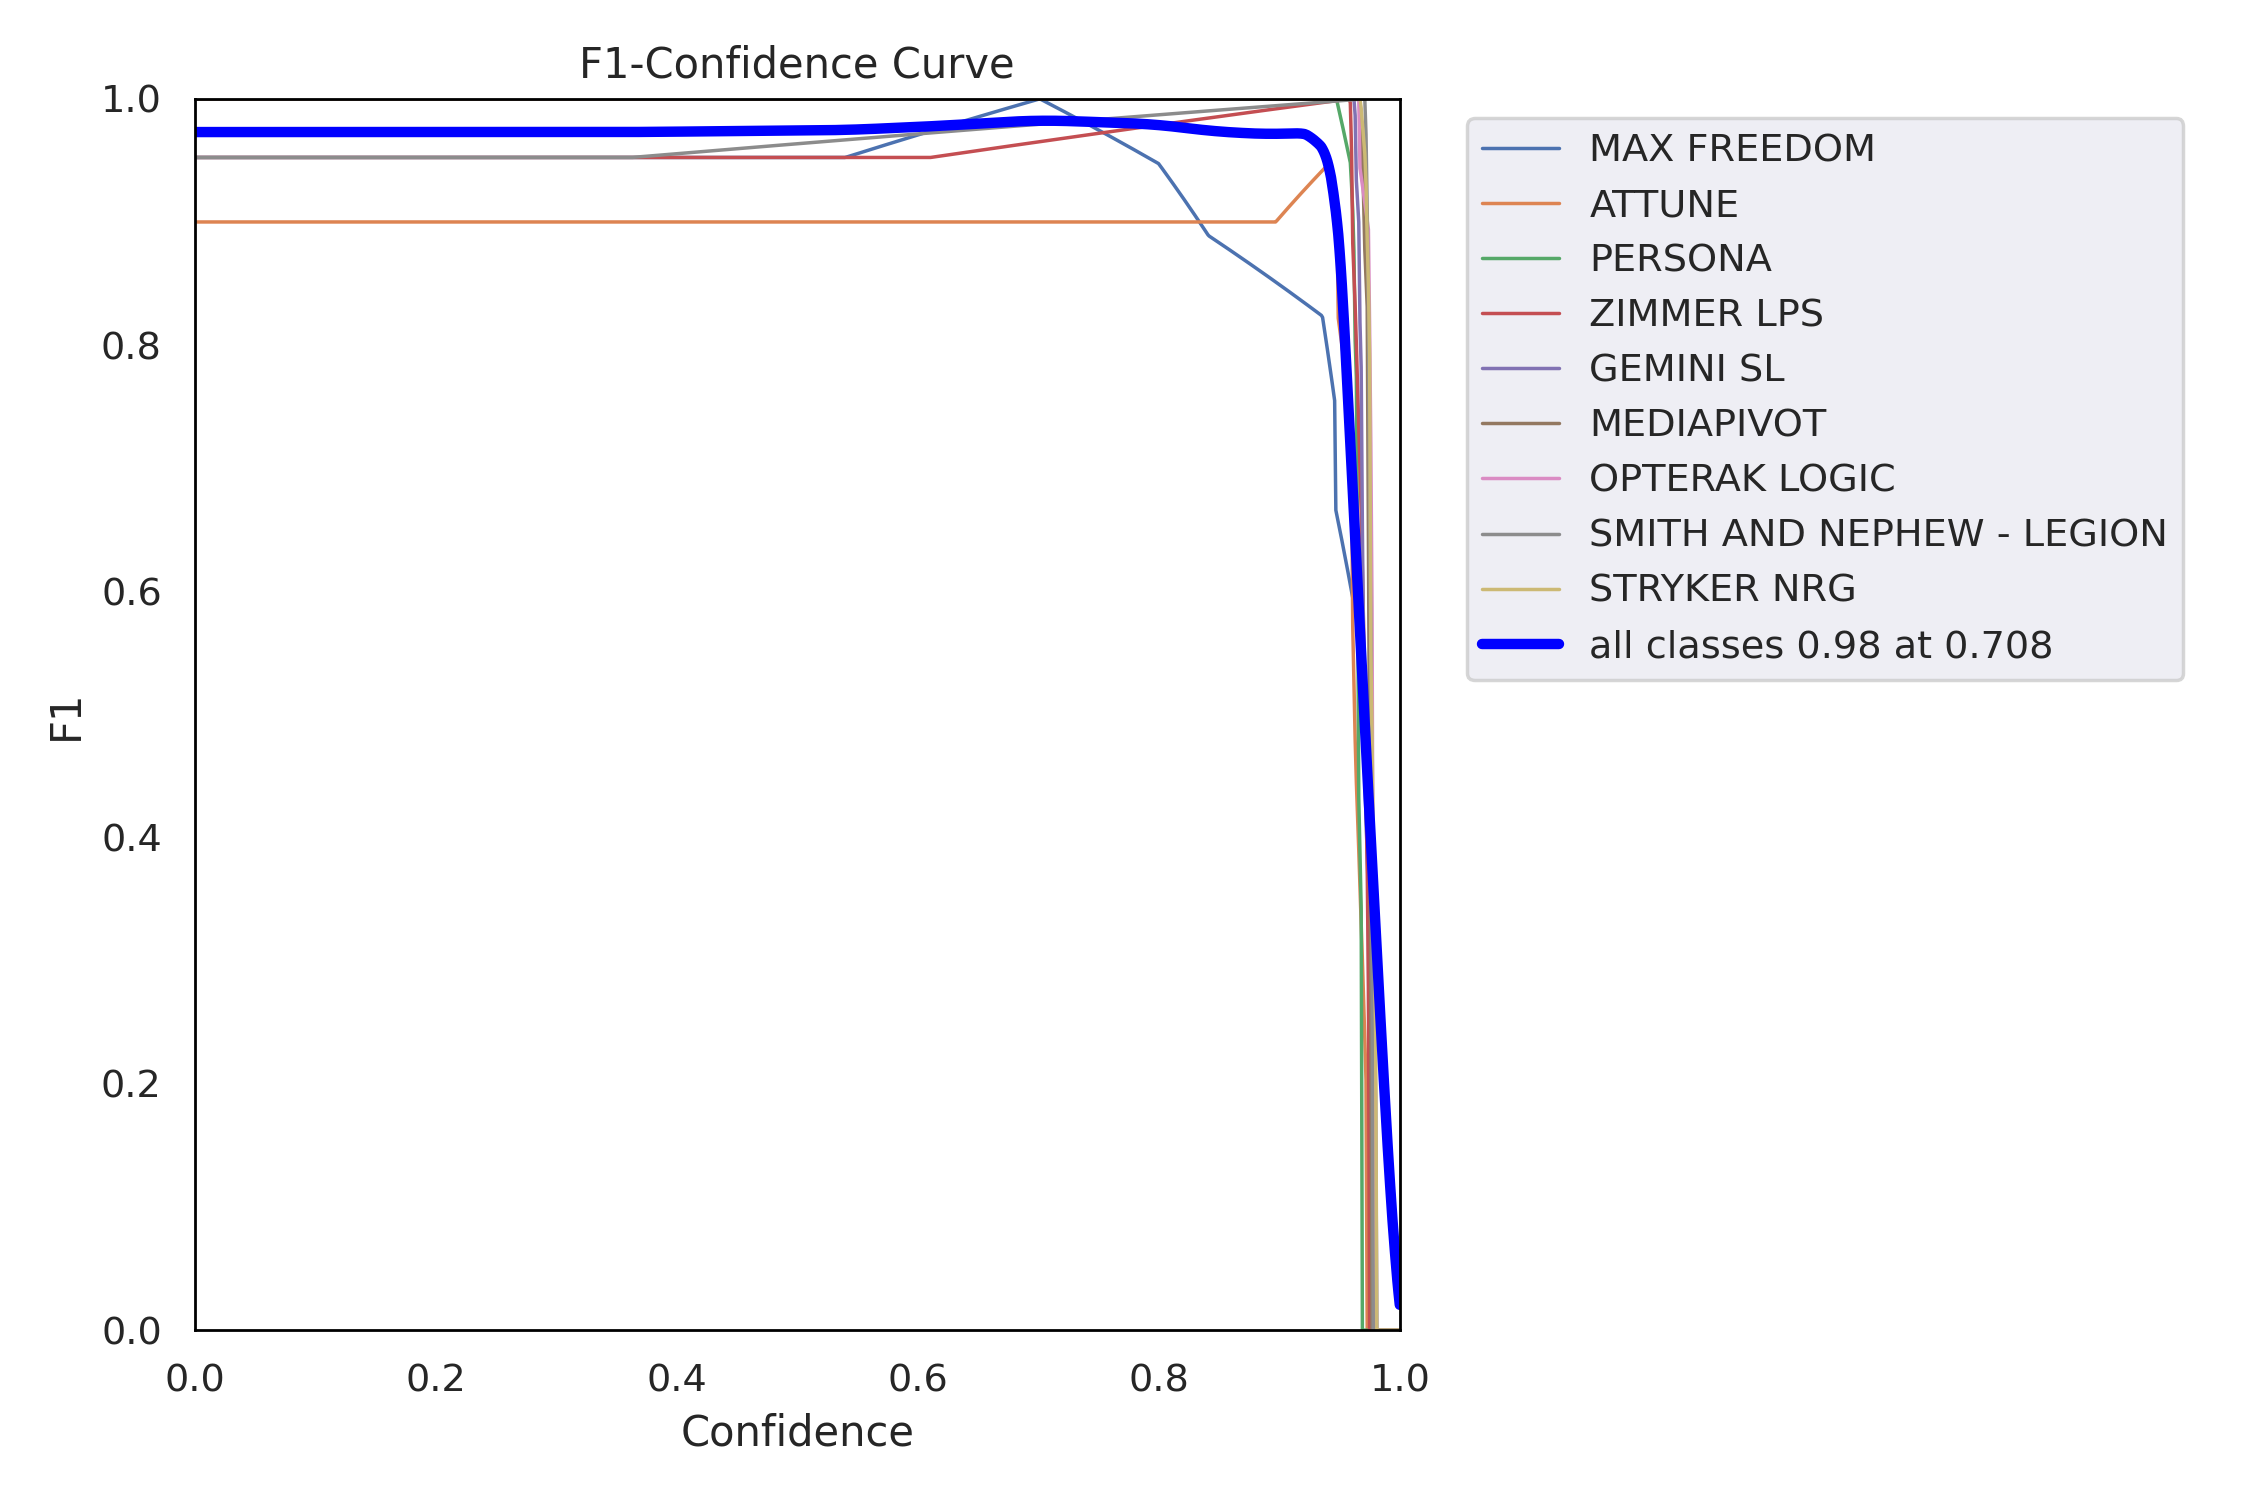 F1-Confidence Curve
1.0
0.8
0.6
0.4
0.2
0.0
F1
0.0 0.2 0.4 0.6 0.8 1.0
Confidence
MAX FREEDOM
ATTUNE
PERSONA
ZIMMER LPS
GEMINI SL
MEDIAPIVOT
OPTERAK LOGIC
SMITH AND NEPHEW - LEGION
STRYKER NRG
all classes 0.98 at 0.708